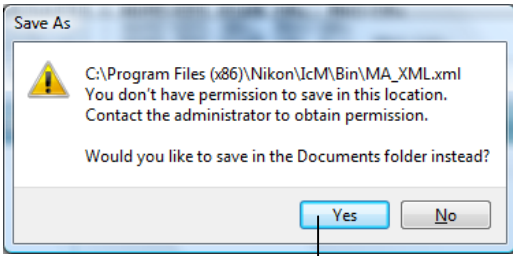 Save As
C:\Program Files (x86)\Nikon\IcM\Bin\MA_XML.xml
You don't have permission to save in this location.
Contact the administrator to obtain permission.
Would you like to save in the Documents folder instead?
Yes
No